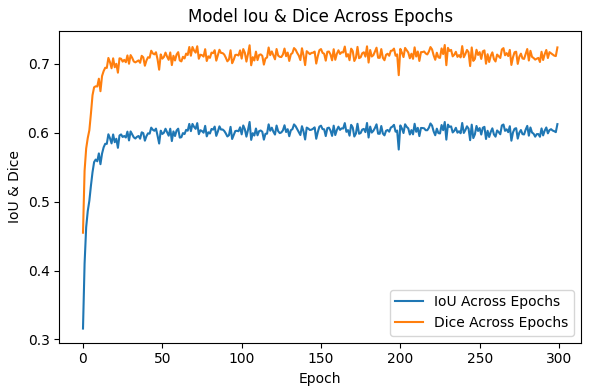 Model Iou & Dice Across Epochs
IoU & Dice
0.7
0.6
0.5
0.4
0.3
IoU Across Epochs
Dice Across Epochs
0 50 100 150 200 250 300
Epoch